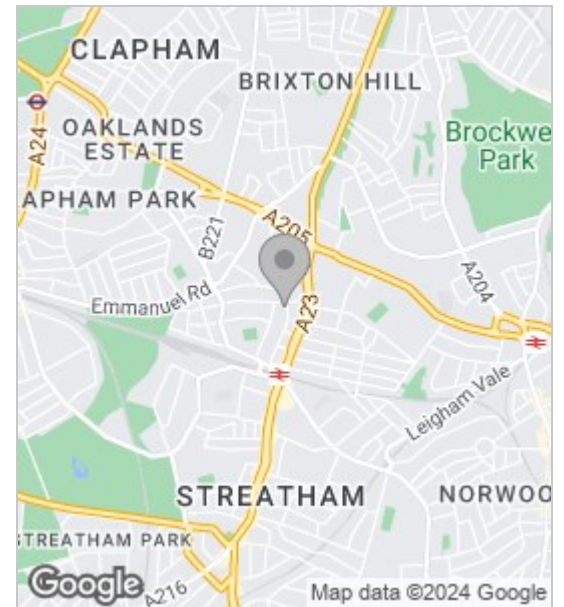 CLAPHAM
BRIXTON HILL
A24
OAKLANDS
ESTATE
Brockwe
Park
APHAM PARK
B221
A205
A204
Emmanuel Rd
A23
Leigham Vale
STREATHAM
NORWOO
STREATHAM PARK
A216
Google
Map data ©2024 Google